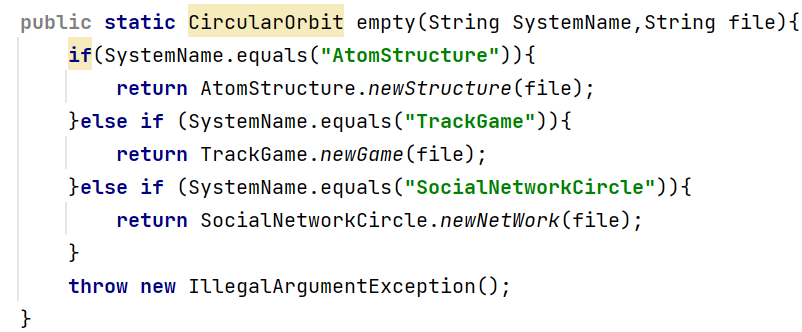 public static CircularOrbit empty(String SystemName,String file){
    if(SystemName.equals("AtomStructure")){
        return AtomStructure.newStructure(file);
    }else if (SystemName.equals("TrackGame")){
        return TrackGame.newGame(file);
    }else if (SystemName.equals("SocialNetworkCircle")){
        return SocialNetworkCircle.newNetWork(file);
    }
    throw new IllegalArgumentException();
}